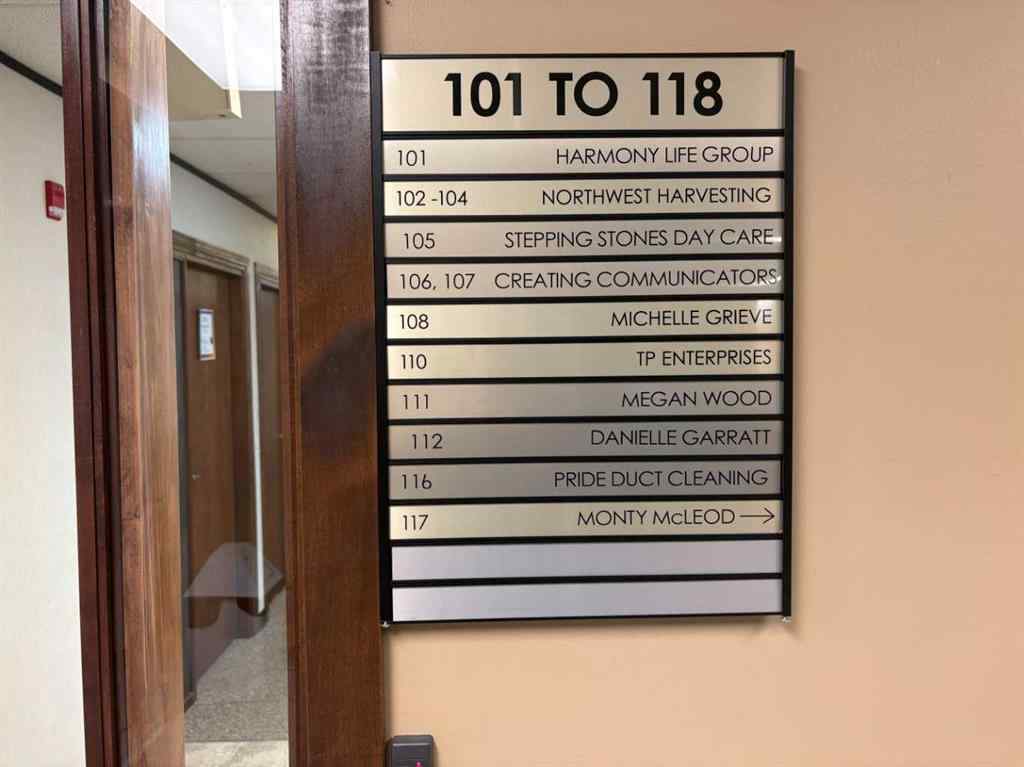 101 TO 118
101 HARMONY LIFE GROUP
102 -104 NORTHWEST HARVESTING
105 STEPPING STONES DAY CARE
106, 107 CREATING COMMUNICATORS
108 MICHELLE GRIEVE
110 TP ENTERPRISES
111 MEGAN WOOD
112 DANIELLE GARRATT
116 PRIDE DUCT CLEANING
117 MONTY McLEOD →